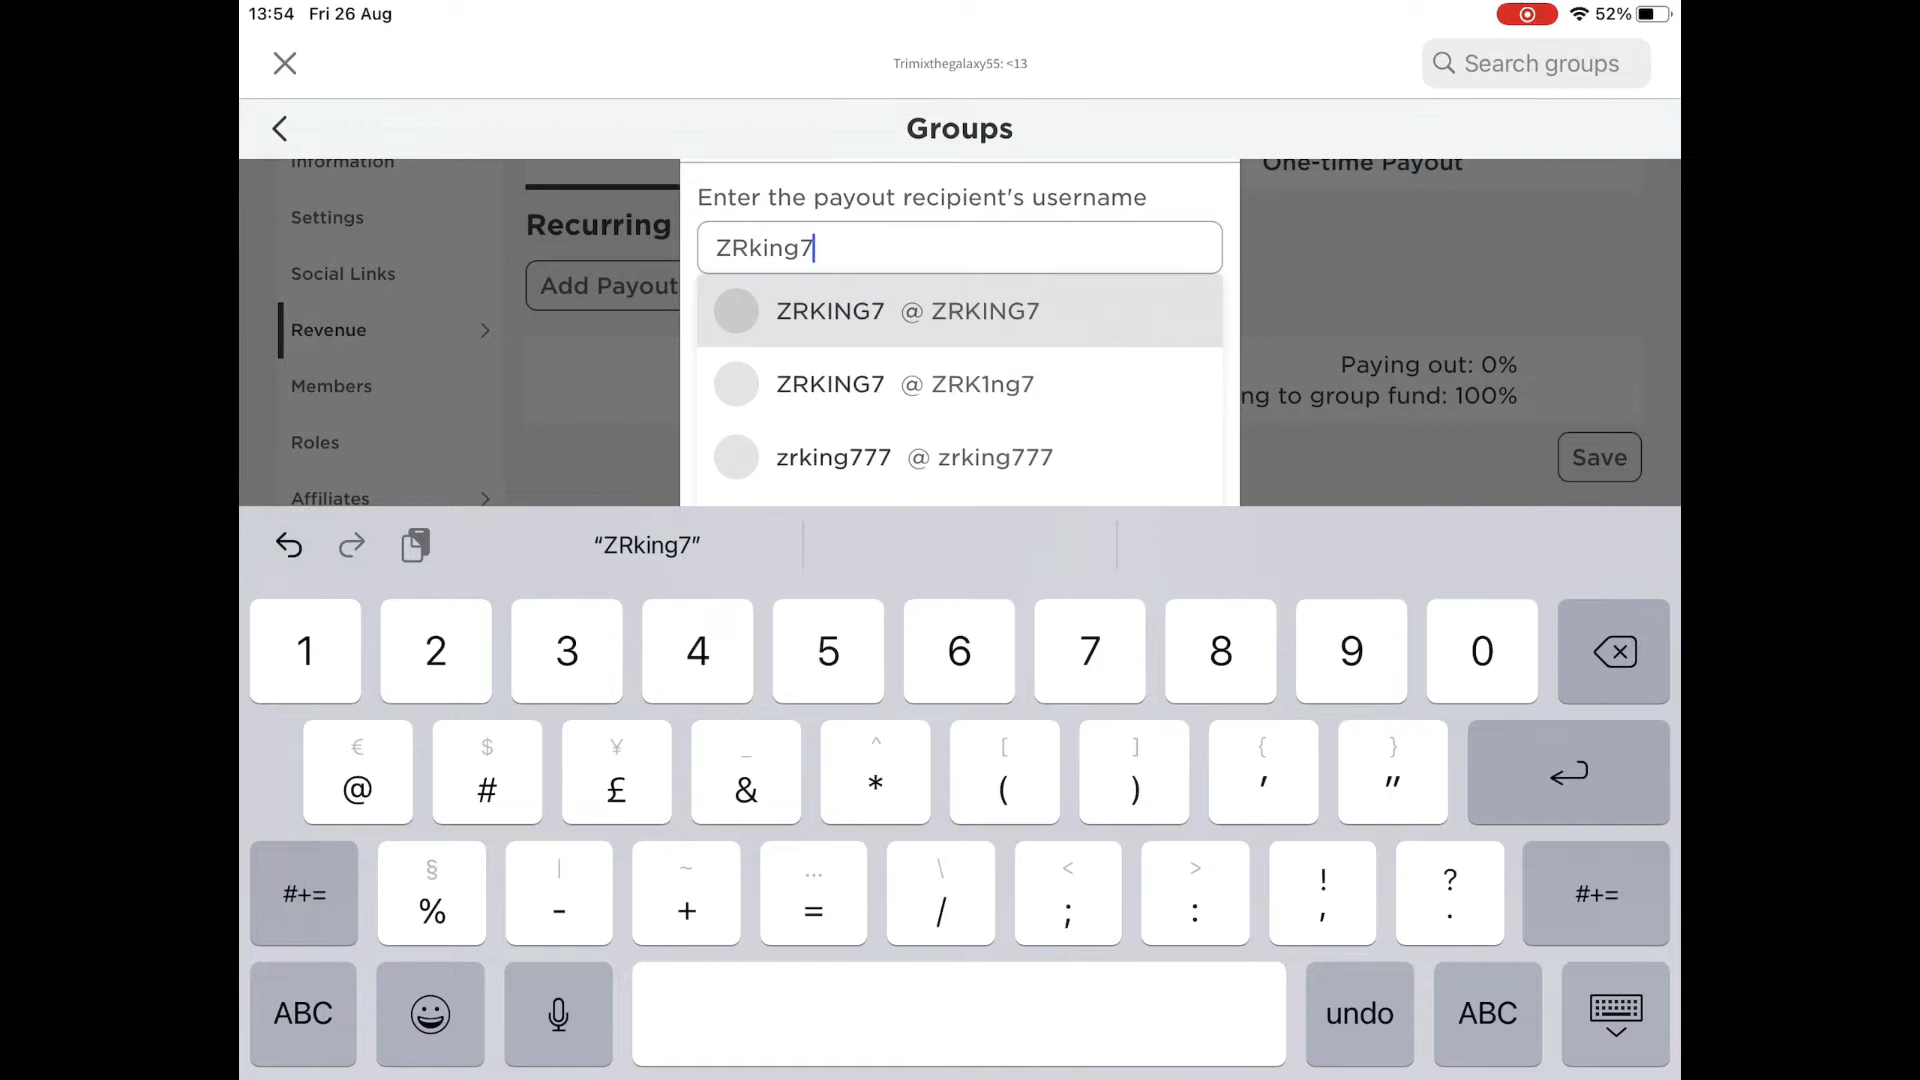 13:54 Fri 26 Aug
52%
Trimixthegalaxy55: <13
Search groups
Groups
Information
Settings
Social Links
Revenue
Members
Roles
Affiliates
One-time Payout
Recurring
Add Payout
Enter the payout recipient's username
ZRking7
ZRKING7 @ ZRKING7
ZRKING7 @ ZRK1ng7
zrking777 @ zrking777
Paying out: 0%
ng to group fund: 100%
Save
“ZRking7”
1 2 3 4 5 6 7 8 9 0
€ $ ¥ _ ^ [ ] { }
@ # £ & * ( ) ' "
§ | ~ … \ < > ! ?
#+= % - + = / ; : , . #+=
ABC undo ABC